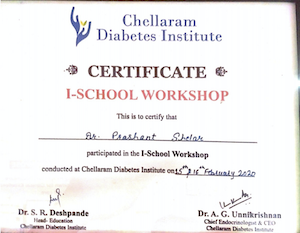 Chellaram
Diabetes Institute
CERTIFICATE
I-SCHOOL WORKSHOP
This is to certify that
Dr. Prashant Shelar
participated in the I-School Workshop
conducted at Chellaram Diabetes Institute on 15th & 16th February 2020
Dr. S. R. Deshpande
Head- Education
Chellaram Diabetes Institute
Dr. A. G. Unnikrishnan
Chief Endocrinologist & CEO
Chellaram Diabetes Institute